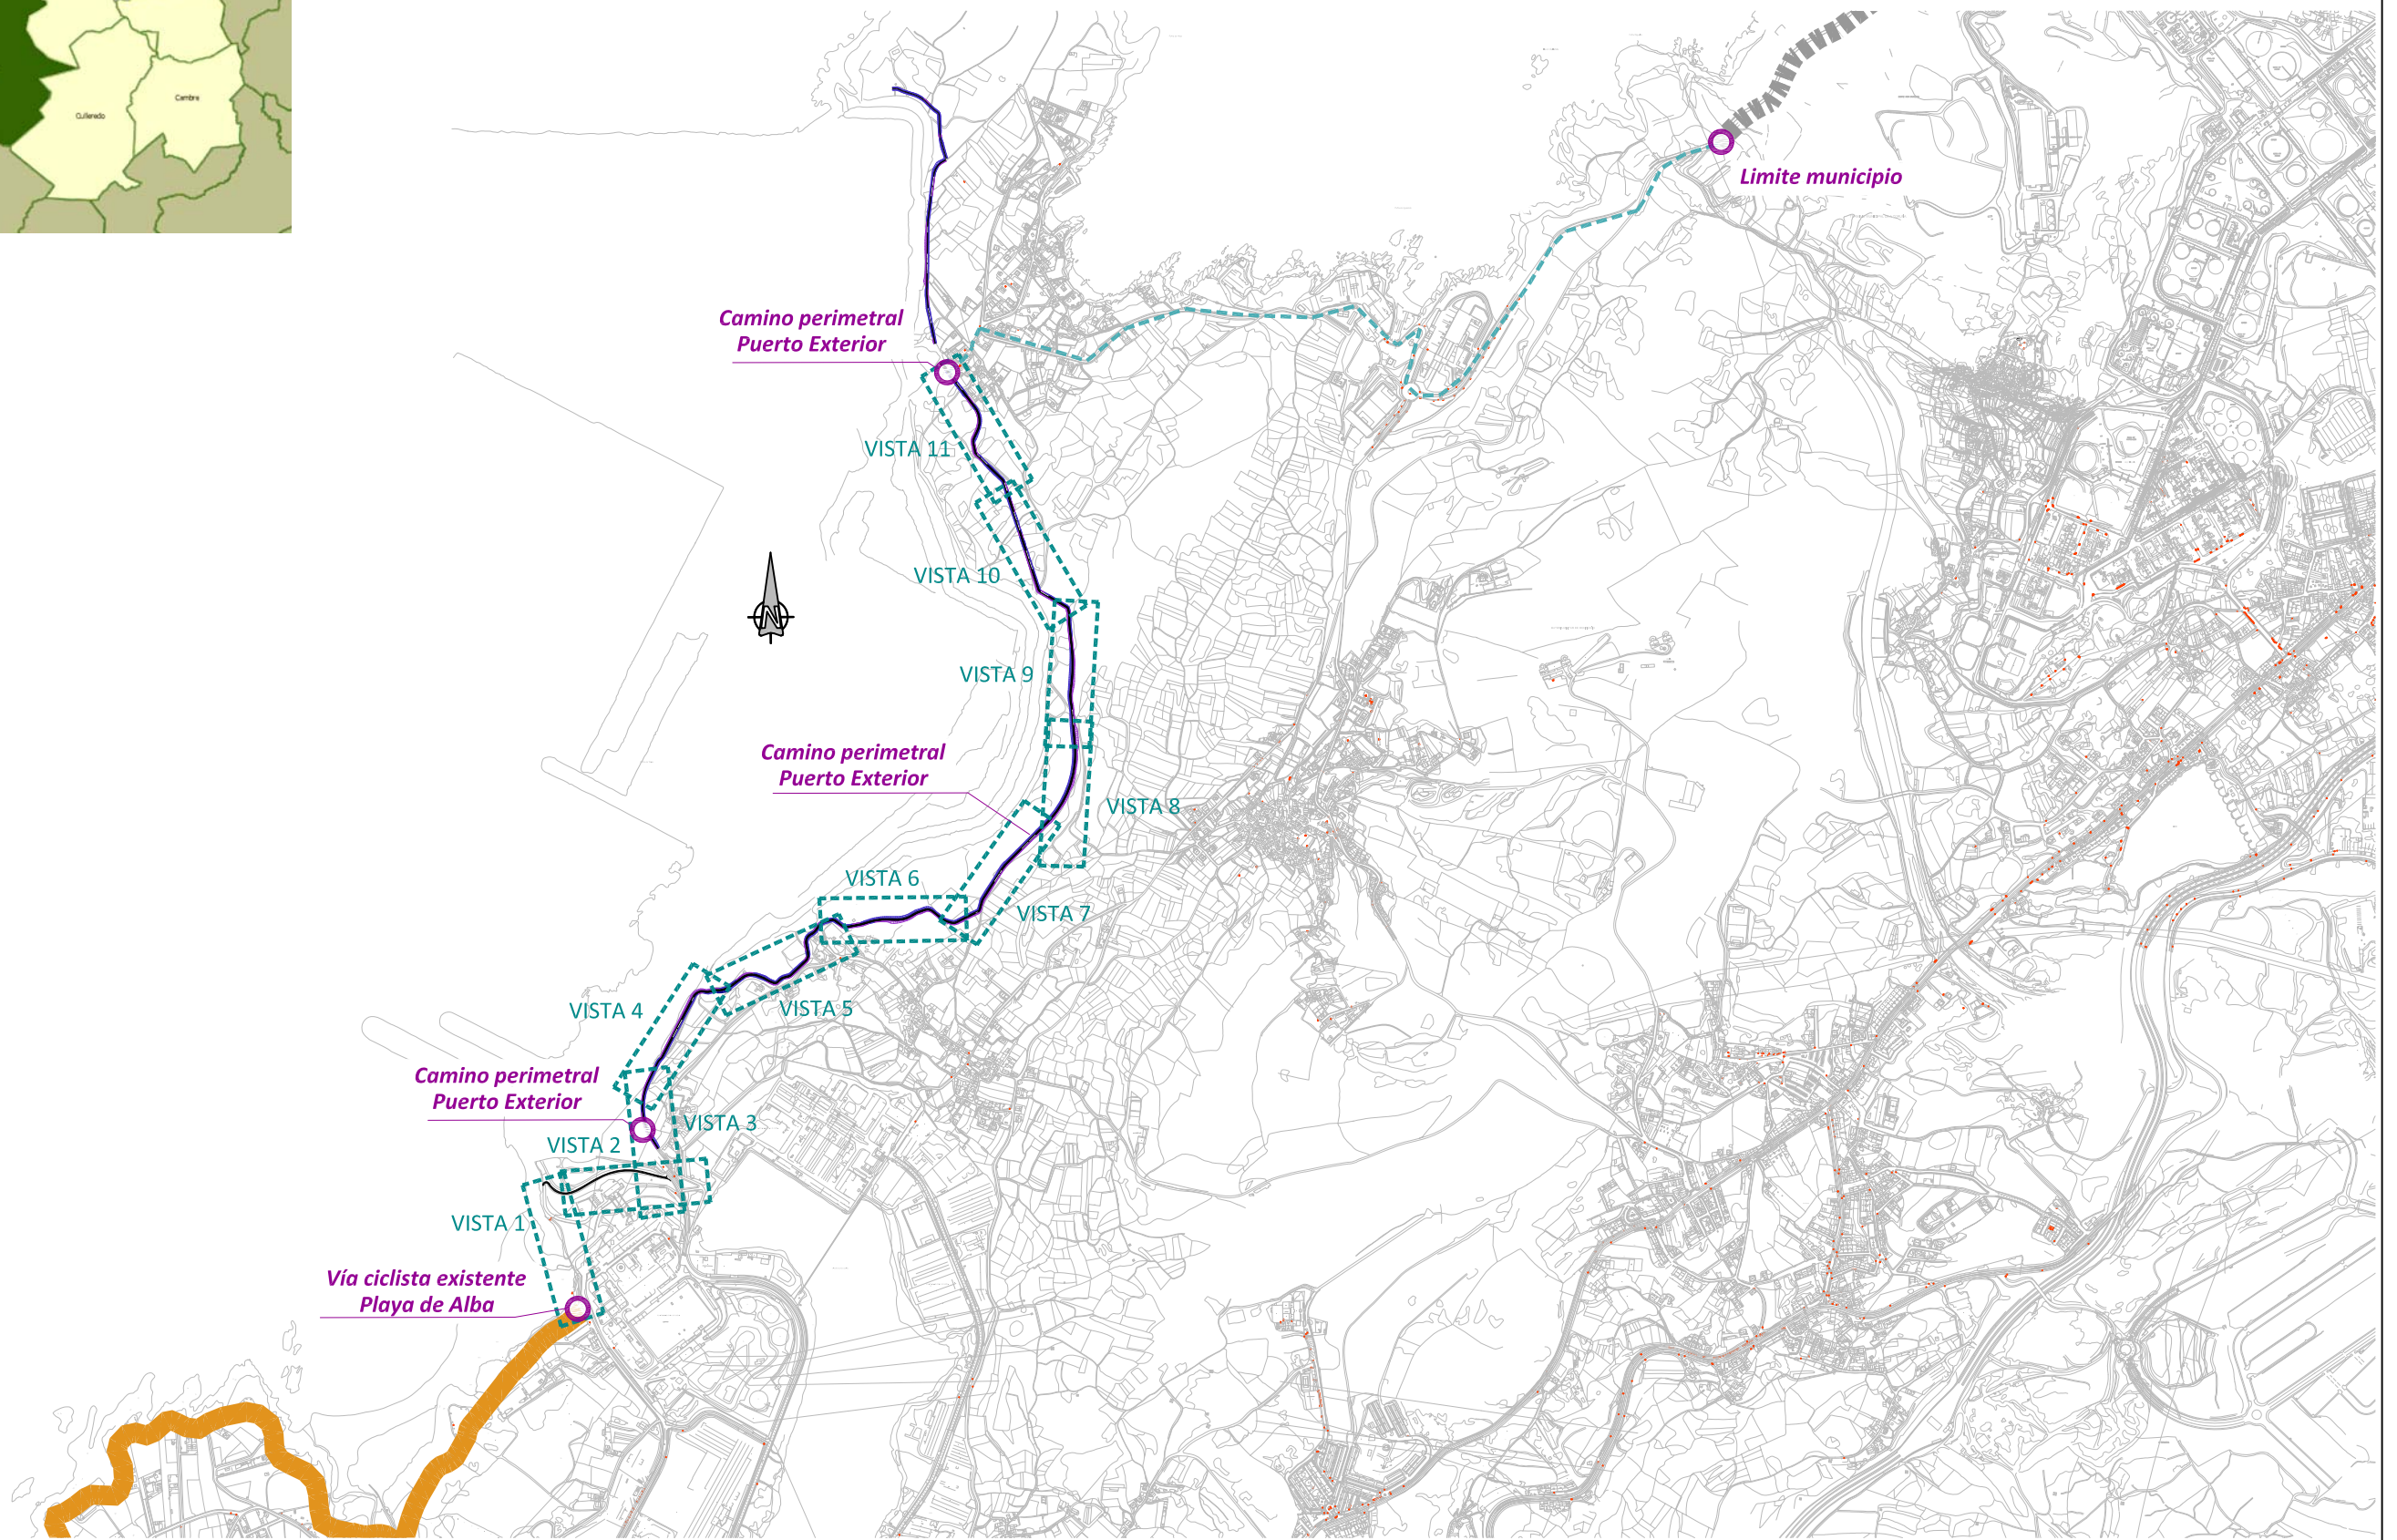 Culleredo
Cambre
Limite municipio
Camino perimetral
Puerto Exterior
VISTA 11
VISTA 10
N
VISTA 9
Camino perimetral
Puerto Exterior
VISTA 8
VISTA 6
VISTA 7
VISTA 4
VISTA 5
Camino perimetral
Puerto Exterior
VISTA 3
VISTA 2
VISTA 1
Vía ciclista existente
Playa de Alba